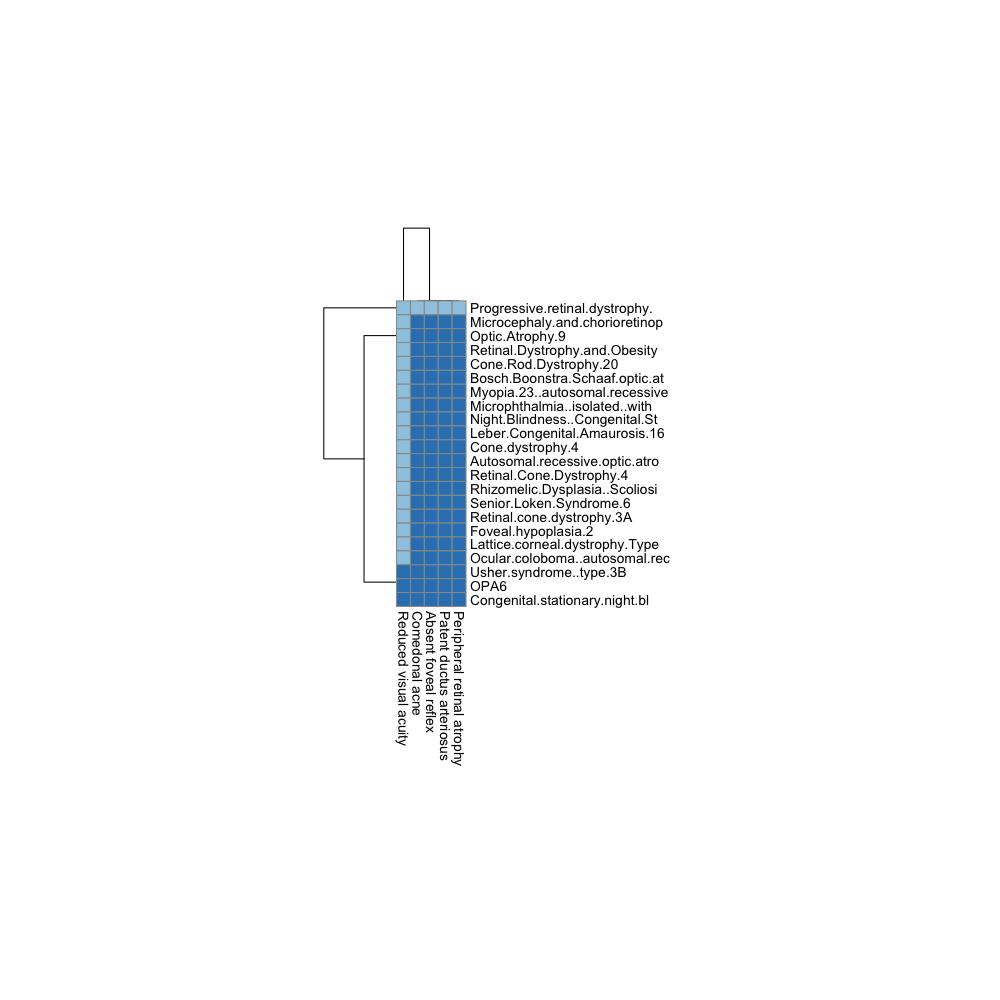 Progressive.retinal.dystrophy.
Microcephaly.and.chorioretinop
Optic.Atrophy.9
Retinal.Dystrophy.and.Obesity
Cone.Rod.Dystrophy.20
Bosch.Boonstra.Schaaf.optic.at
Myopia.23..autosomal.recessive
Microphthalmia..isolated..with
Night.Blindness..Congenital.St
Leber.Congenital.Amaurosis.16
Cone.dystrophy.4
Autosomal.recessive.optic.atro
Retinal.Cone.Dystrophy.4
Rhizomelic.Dysplasia..Scoliosi
Senior.Loken.Syndrome.6
Retinal.cone.dystrophy.3A
Foveal.hypoplasia.2
Lattice.corneal.dystrophy.Type
Ocular.coloboma..autosomal.rec
Usher.syndrome..type.3B
OPA6
Congenital.stationary.night.bl
Reduced visual acuity
Comedonal acne
Absent foveal reflex
Patent ductus arteriosus
Peripheral retinal atrophy